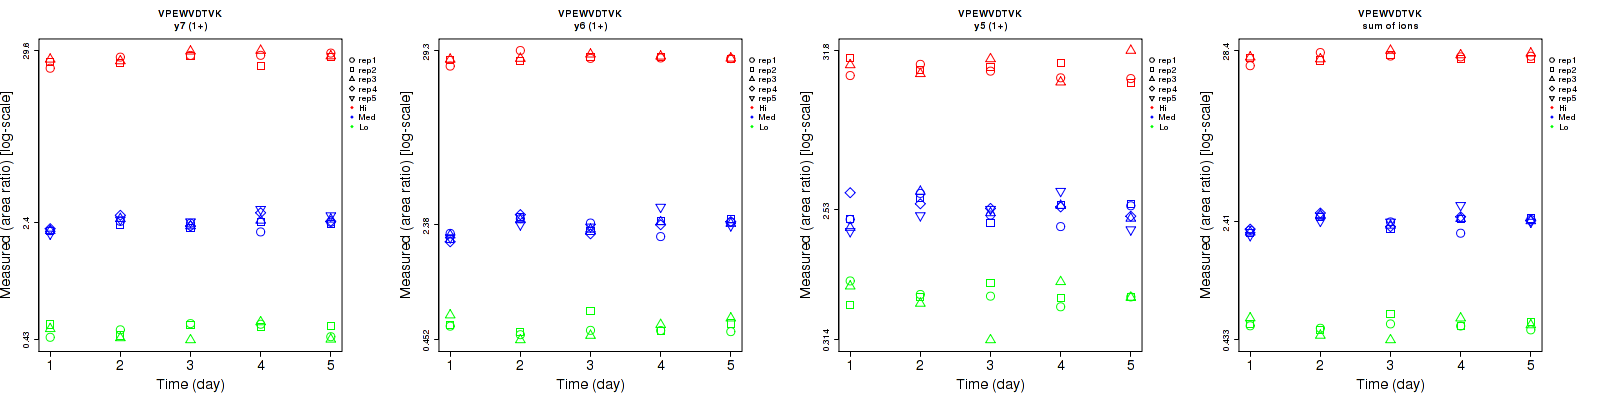 VPEWVDTVK
y7 (1+)
Measured (area ratio) [log-scale]
29.6
2.4
0.43
1 2 3 4 5
Time (day)
rep1
rep2
rep3
rep4
rep5
Hi
Med
Lo
VPEWVDTVK
y6 (1+)
Measured (area ratio) [log-scale]
29.3
2.38
0.452
1 2 3 4 5
Time (day)
rep1
rep2
rep3
rep4
rep5
Hi
Med
Lo
VPEWVDTVK
y5 (1+)
Measured (area ratio) [log-scale]
31.8
2.53
0.314
1 2 3 4 5
Time (day)
rep1
rep2
rep3
rep4
rep5
Hi
Med
Lo
VPEWVDTVK
sum of ions
Measured (area ratio) [log-scale]
28.4
2.41
0.433
1 2 3 4 5
Time (day)
rep1
rep2
rep3
rep4
rep5
Hi
Med
Lo